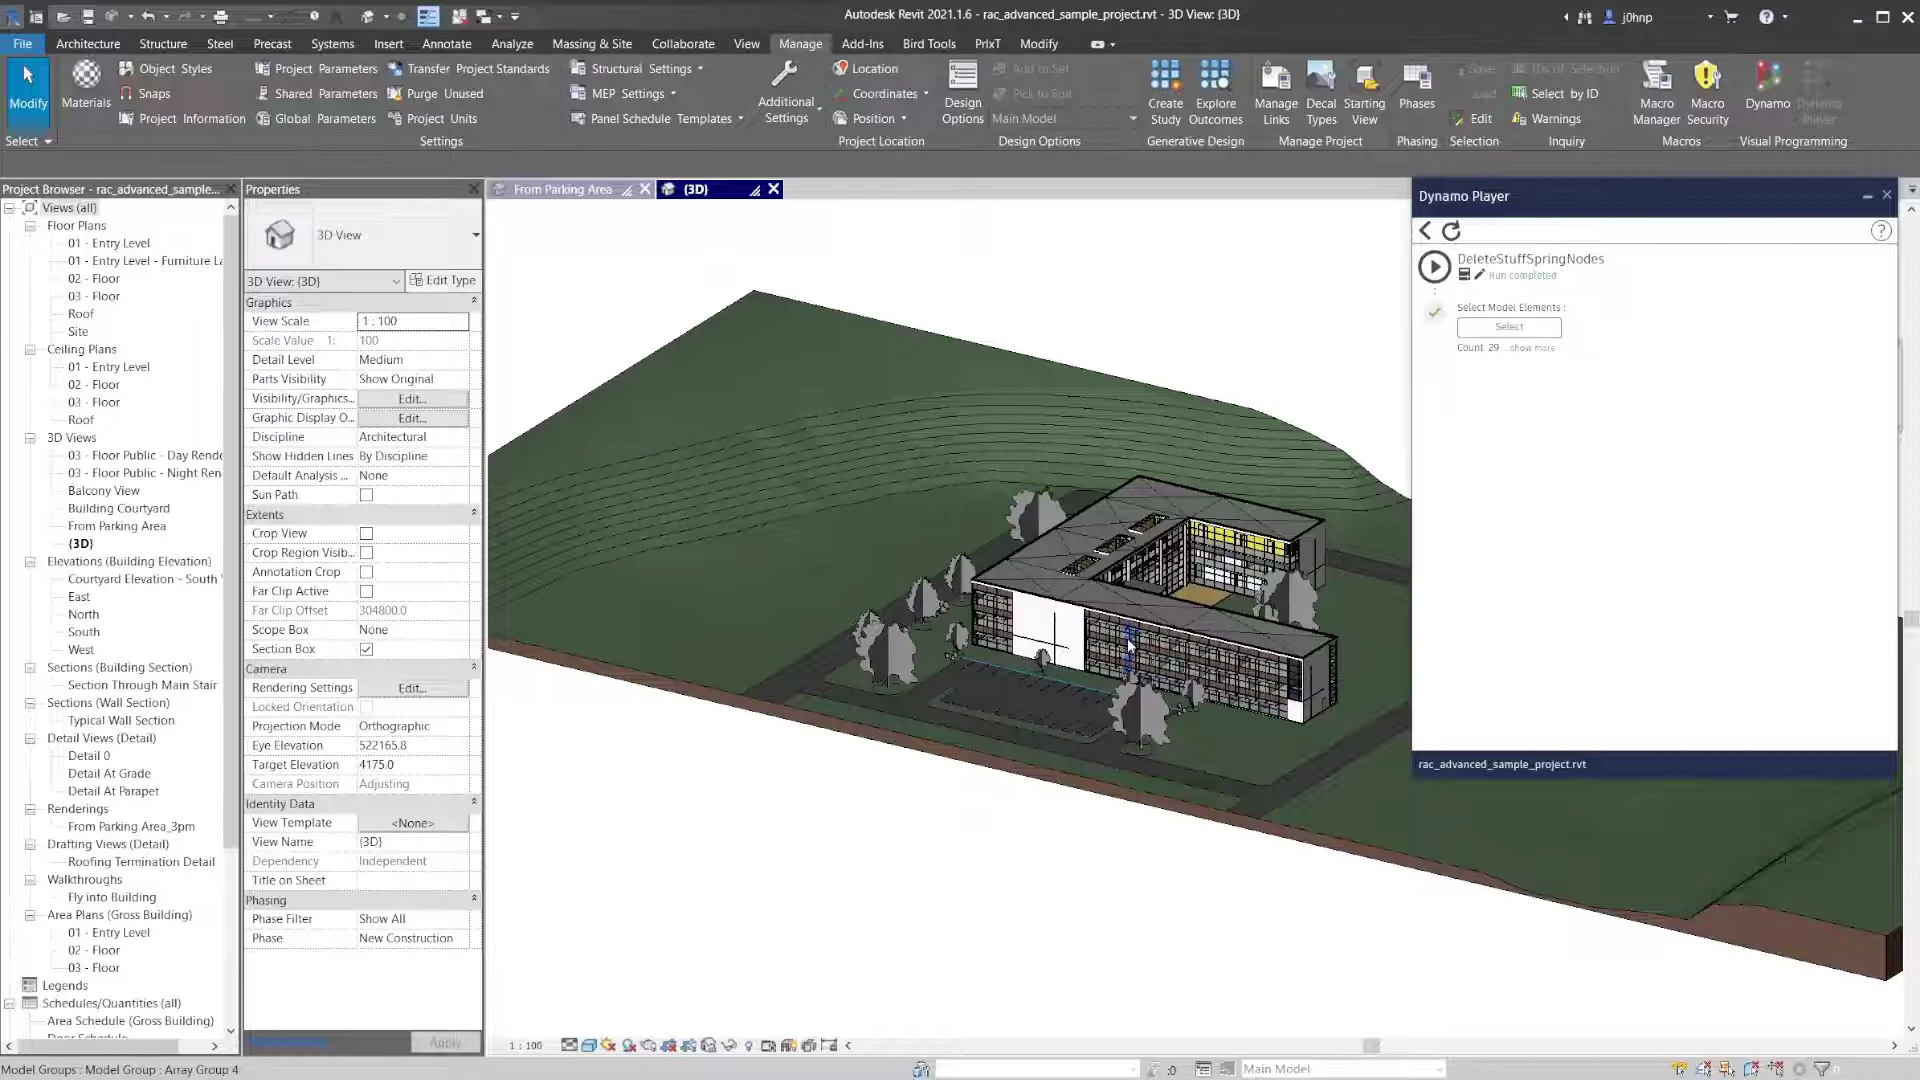 Autodesk Revit 2021.1.6 - rac_advanced_sample_project.rvt - 3D View: {3D}
j0hnp
File Architecture Structure Steel Precast Systems Insert Annotate Analyze Massing & Site Collaborate View Manage Add-Ins Bird Tools PrlxT Modify
Modify
Select
Materials
Object Styles
Snaps
Project Information
Project Parameters
Shared Parameters
Global Parameters
Transfer Project Standards
Purge Unused
Project Units
Settings
Structural Settings
MEP Settings
Panel Schedule Templates
Additional Settings
Location
Coordinates
Position
Project Location
Design Options
Add to Set
Pick to Edit
Main Model
Design Options
Create Study
Explore Outcomes
Generative Design
Manage Links
Decal Types
Starting View
Manage Project
Phases
Phasing
Save
Load
Edit
Selection
IDs of Selection
Select by ID
Warnings
Inquiry
Macro Manager
Macro Security
Macros
Dynamo
Dynamo Player
Visual Programming
Project Browser - rac_advanced_sample...
Views (all)
Floor Plans
01 - Entry Level
01 - Entry Level - Furniture La
02 - Floor
03 - Floor
Roof
Site
Ceiling Plans
01 - Entry Level
02 - Floor
03 - Floor
Roof
3D Views
03 - Floor Public - Day Rende
03 - Floor Public - Night Ren
Balcony View
Building Courtyard
From Parking Area
{3D}
Elevations (Building Elevation)
Courtyard Elevation - South
East
North
South
West
Sections (Building Section)
Section Through Main Stair
Sections (Wall Section)
Typical Wall Section
Detail Views (Detail)
Detail 0
Detail At Grade
Detail At Parapet
Renderings
From Parking Area_3pm
Drafting Views (Detail)
Roofing Termination Detail
Walkthroughs
Fly into Building
Area Plans (Gross Building)
01 - Entry Level
02 - Floor
03 - Floor
Legends
Schedules/Quantities (all)
Area Schedule (Gross Building)
Door Schedule
Properties
3D View
3D View: {3D} Edit Type
Graphics
View Scale 1 : 100
Scale Value 1: 100
Detail Level Medium
Parts Visibility Show Original
Visibility/Graphics... Edit...
Graphic Display O... Edit...
Discipline Architectural
Show Hidden Lines By Discipline
Default Analysis ... None
Sun Path
Extents
Crop View
Crop Region Visib...
Annotation Crop
Far Clip Active
Far Clip Offset 304800.0
Scope Box None
Section Box
Camera
Rendering Settings Edit...
Locked Orientation
Projection Mode Orthographic
Eye Elevation 522165.8
Target Elevation 4175.0
Camera Position Adjusting
Identity Data
View Template <None>
View Name {3D}
Dependency Independent
Title on Sheet
Phasing
Phase Filter Show All
Phase New Construction
Apply
From Parking Area
{3D}
Dynamo Player
DeleteStuffSpringNodes
Run completed
Select Model Elements :
Select
Count 29 ...show more
rac_advanced_sample_project.rvt
1 : 100
Model Groups : Model Group : Array Group 4
:0
Main Model